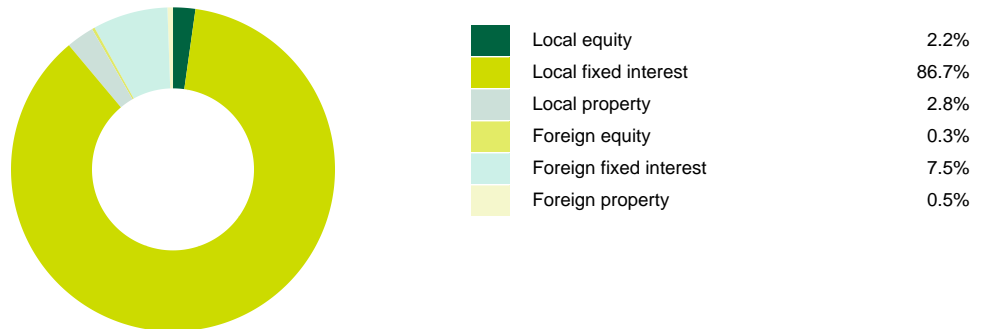 Local equity 2.2%
Local fixed interest 86.7%
Local property 2.8%
Foreign equity 0.3%
Foreign fixed interest 7.5%
Foreign property 0.5%